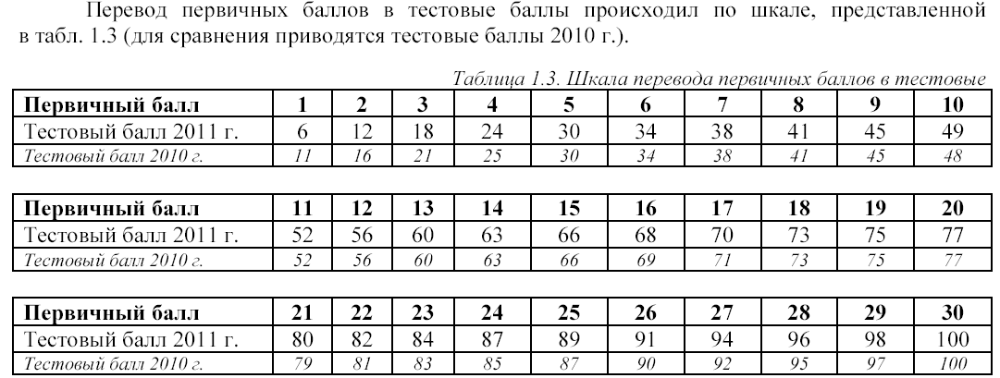 Перевод первичных баллов в тестовые баллы происходил по шкале, представленной
в табл. 1.3 (для сравнения приводятся тестовые баллы 2010 г.).
Таблица 1.3. Шкала перевода первичных баллов в тестовые
Первичный балл 1 2 3 4 5 6 7 8 9 10
Тестовый балл 2011 г. 6 12 18 24 30 34 38 41 45 49
Тестовый балл 2010 г. 11 16 21 25 30 34 38 41 45 48
Первичный балл 11 12 13 14 15 16 17 18 19 20
Тестовый балл 2011 г. 52 56 60 63 66 68 70 73 75 77
Тестовый балл 2010 г. 52 56 60 63 66 69 71 73 75 77
Первичный балл 21 22 23 24 25 26 27 28 29 30
Тестовый балл 2011 г. 80 82 84 87 89 91 94 96 98 100
Тестовый балл 2010 г. 79 81 83 85 87 90 92 95 97 100